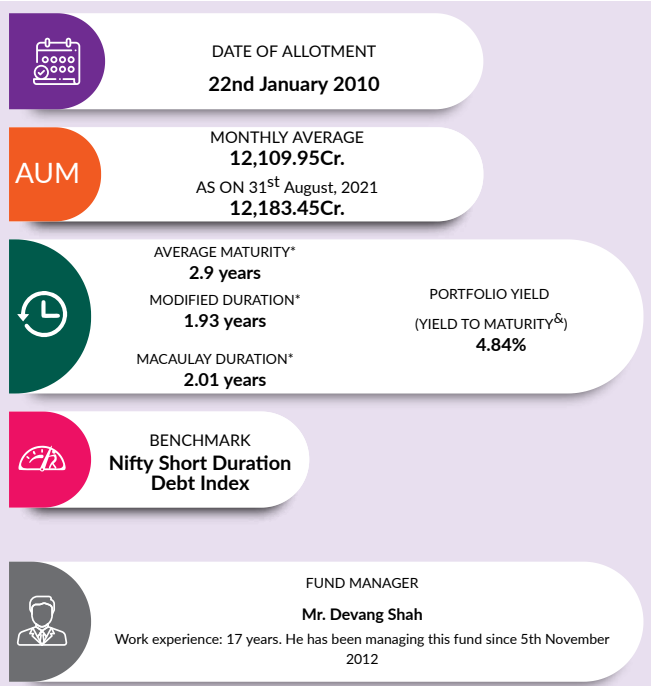 DATE OF ALLOTMENT
22nd January 2010
AUM
MONTHLY AVERAGE
12,109.95Cr.
AS ON 31st August, 2021
12,183.45Cr.
AVERAGE MATURITY*
2.9 years
MODIFIED DURATION*
1.93 years
MACAULAY DURATION*
2.01 years
PORTFOLIO YIELD
(YIELD TO MATURITY&)
4.84%
BENCHMARK
Nifty Short Duration
Debt Index
FUND MANAGER
Mr. Devang Shah
Work experience: 17 years. He has been managing this fund since 5th November
2012